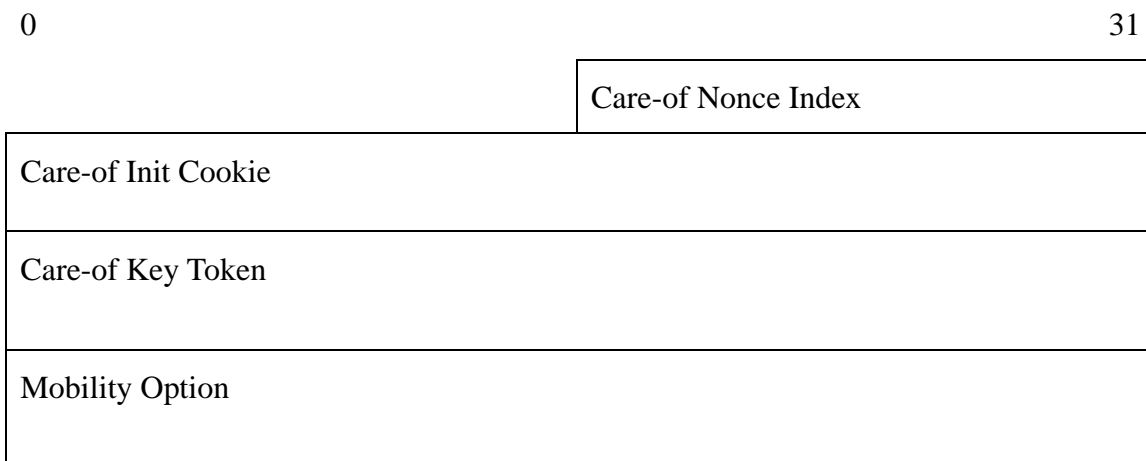 0 31
Care-of Nonce Index
Care-of Init Cookie
Care-of Key Token
Mobility Option